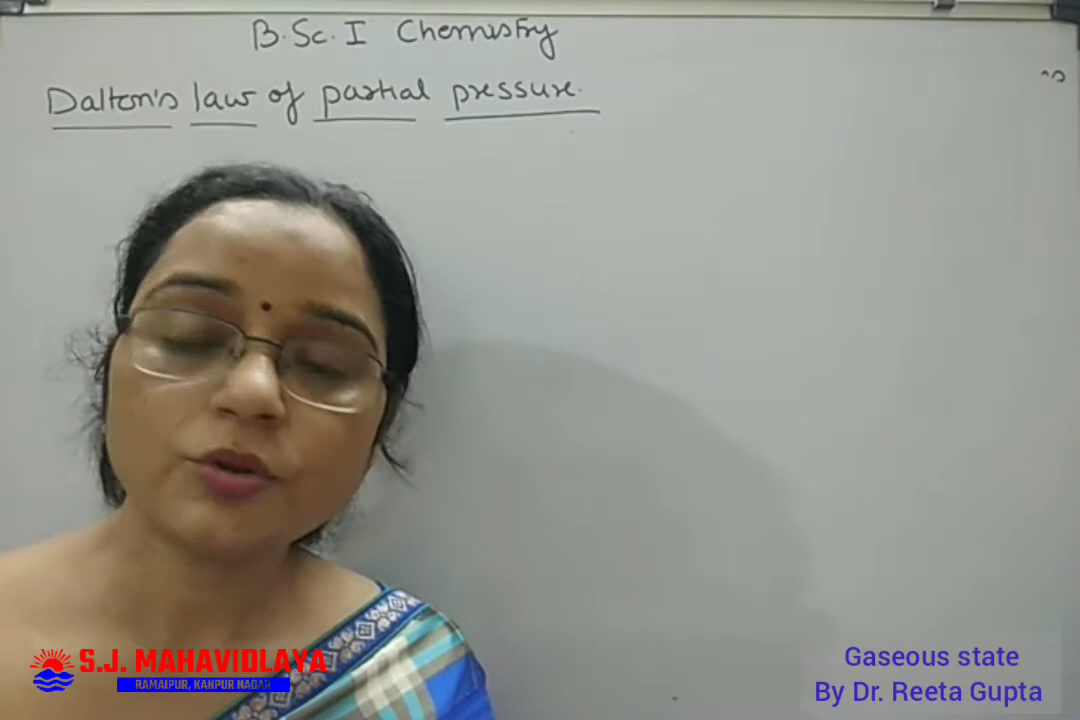 B.Sc. I Chemistry
Dalton's law of partial pressure.
S.J. MAHAVIDLAYA
RAMAIPUR, KANPUR NAGAR
Gaseous state
By Dr. Reeta Gupta